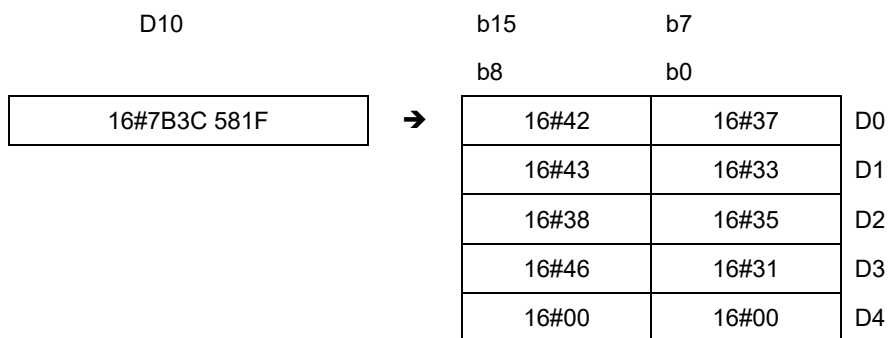 D10 b15 b7
b8 b0
16#7B3C 581F ➔ 16#42 16#37 D0
16#43 16#33 D1
16#38 16#35 D2
16#46 16#31 D3
16#00 16#00 D4